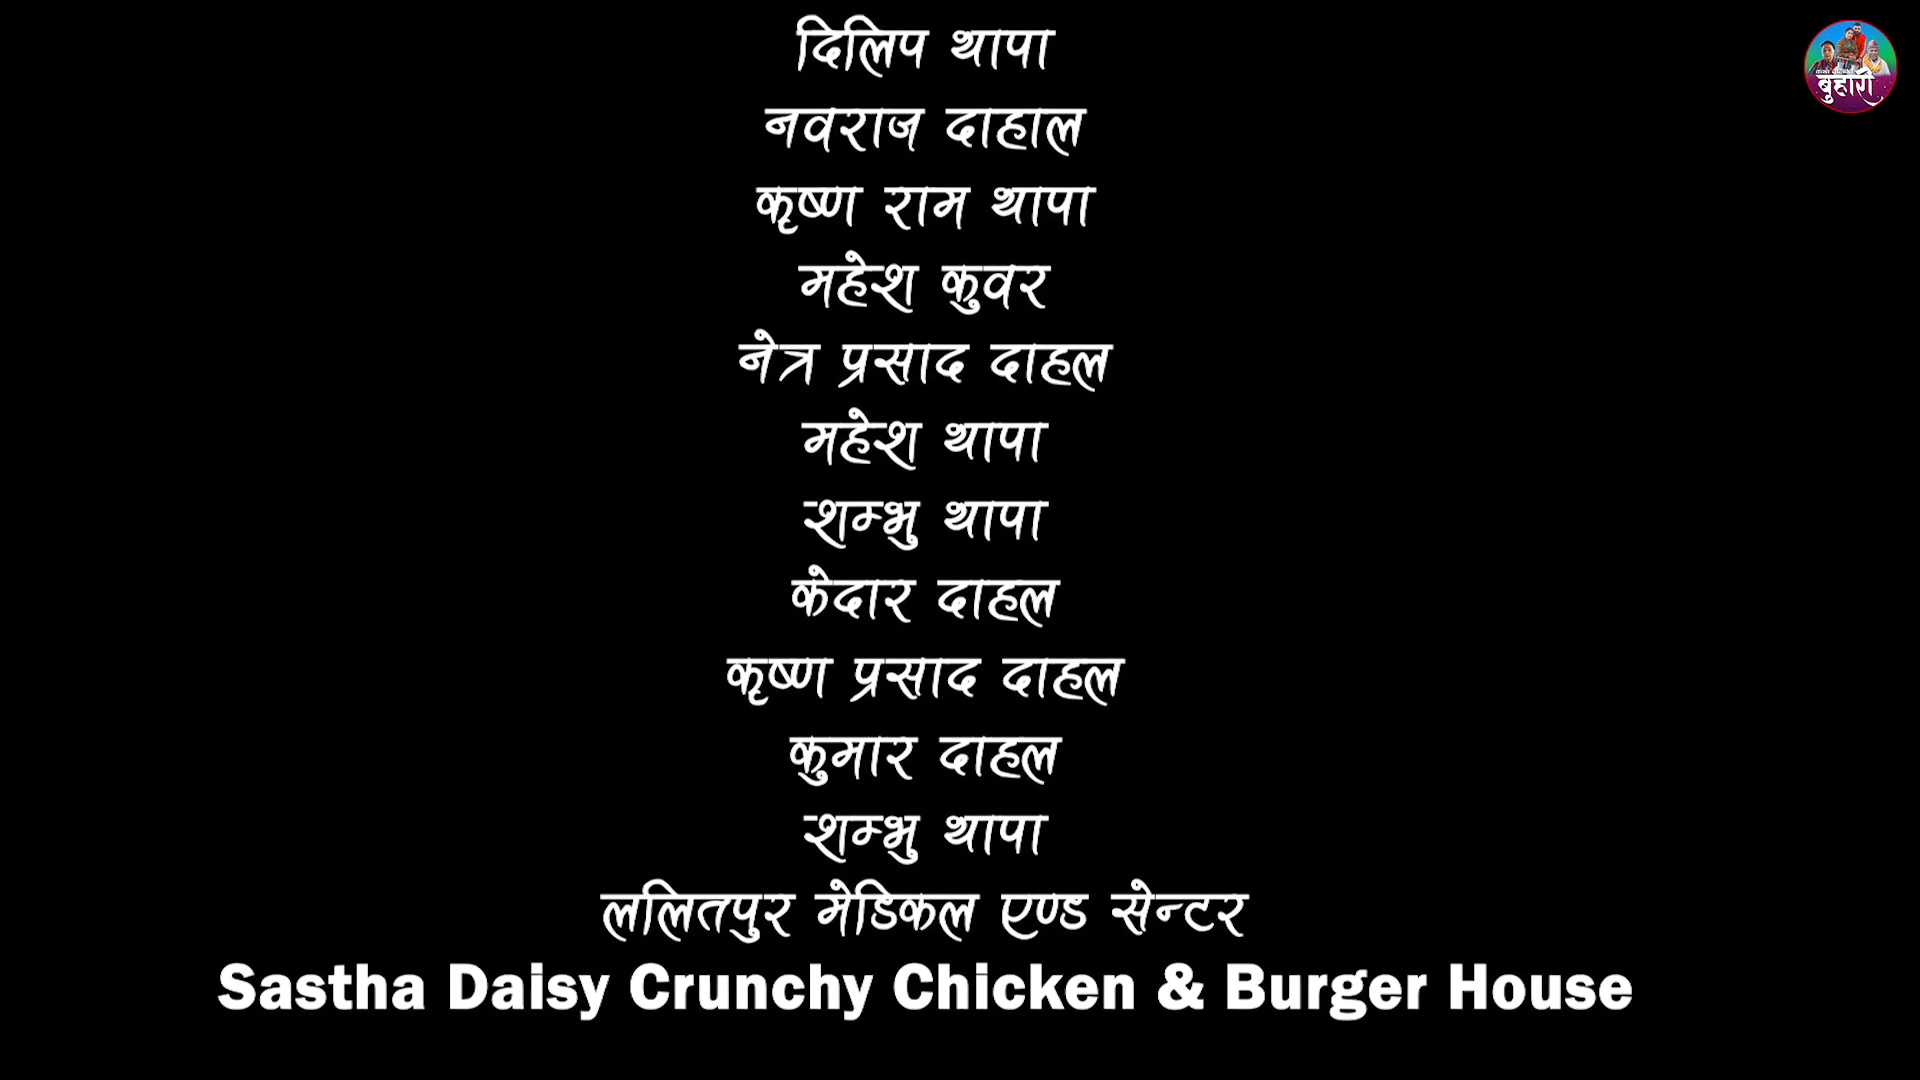 दिलिप थापा
नवराज दाहाल
कृष्ण राम थापा
महेश कुवर
नेत्र प्रसाद दाहल
महेश थापा
शम्भु थापा
केदार दाहल
कृष्ण प्रसाद दाहल
कुमार दाहल
शम्भु थापा
ललितपुर मेडिकल एण्ड सेन्टर
Sastha Daisy Crunchy Chicken & Burger House
बुहारी